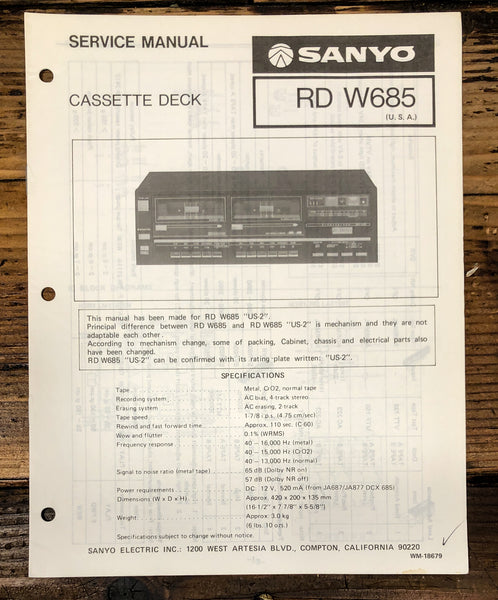 SERVICE MANUAL
SANYO
CASSETTE DECK
RD W685
(U. S. A.)
This manual has been made for RD W685 "US-2".
Principal difference between RD W685 and RD W685 "US-2" is mechanism and they are not
adaptable each other.
According to mechanism change, some of packing, Cabinet, chassis and electrical parts also
have been changed.
RD W685 "US-2" can be confirmed with its rating plate written: "US-2".
SPECIFICATIONS
Tape . . . Metal, CrO2, normal tape
Recording system . . . AC bias, 4-track stereo
Erasing system . . . AC erasing, 2-track
Tape speed . . . 1-7/8 i.p.s. (4.75 cm/sec)
Rewind and fast forward time . . . Approx. 110 sec. (C-60)
Wow and flutter . . . 0.1% (WRMS)
Frequency response . . . 40 – 16,000 Hz (metal)
40 – 15,000 Hz (CrO2)
40 – 13,000 Hz (normal)
Signal to noise ratio (metal tape) . . . 65 dB (Dolby NR on)
57 dB (Dolby NR off)
Power requirements . . . DC 12 V, 520 mA (from JA687/JA877 DCX 685)
Dimensions (W x D x H) . . . Approx. 420 x 200 x 135 mm
(16-1/2" x 7 7/8" x 5-5/8")
Weight: . . . Approx. 3.0 kg
(6 lbs. 10 ozs.)
Specifications subject to change without notice.
SANYO ELECTRIC INC.: 1200 WEST ARTESIA BLVD., COMPTON, CALIFORNIA 90220
WM-18679